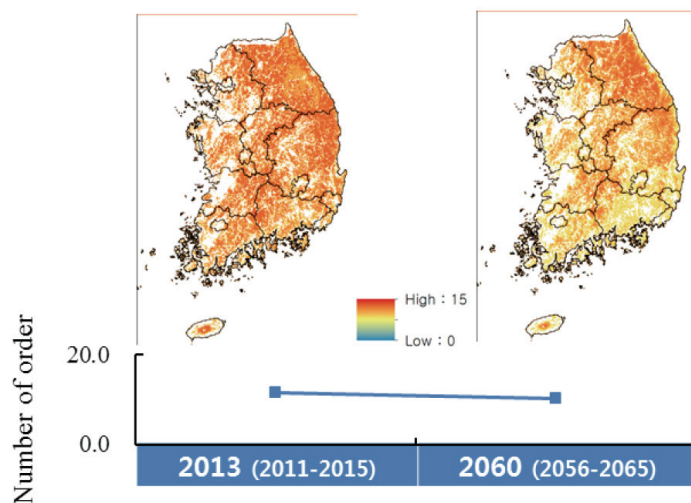 High : 15
Low : 0
Number of order
20.0
0.0
2013 (2011-2015)
2060 (2056-2065)